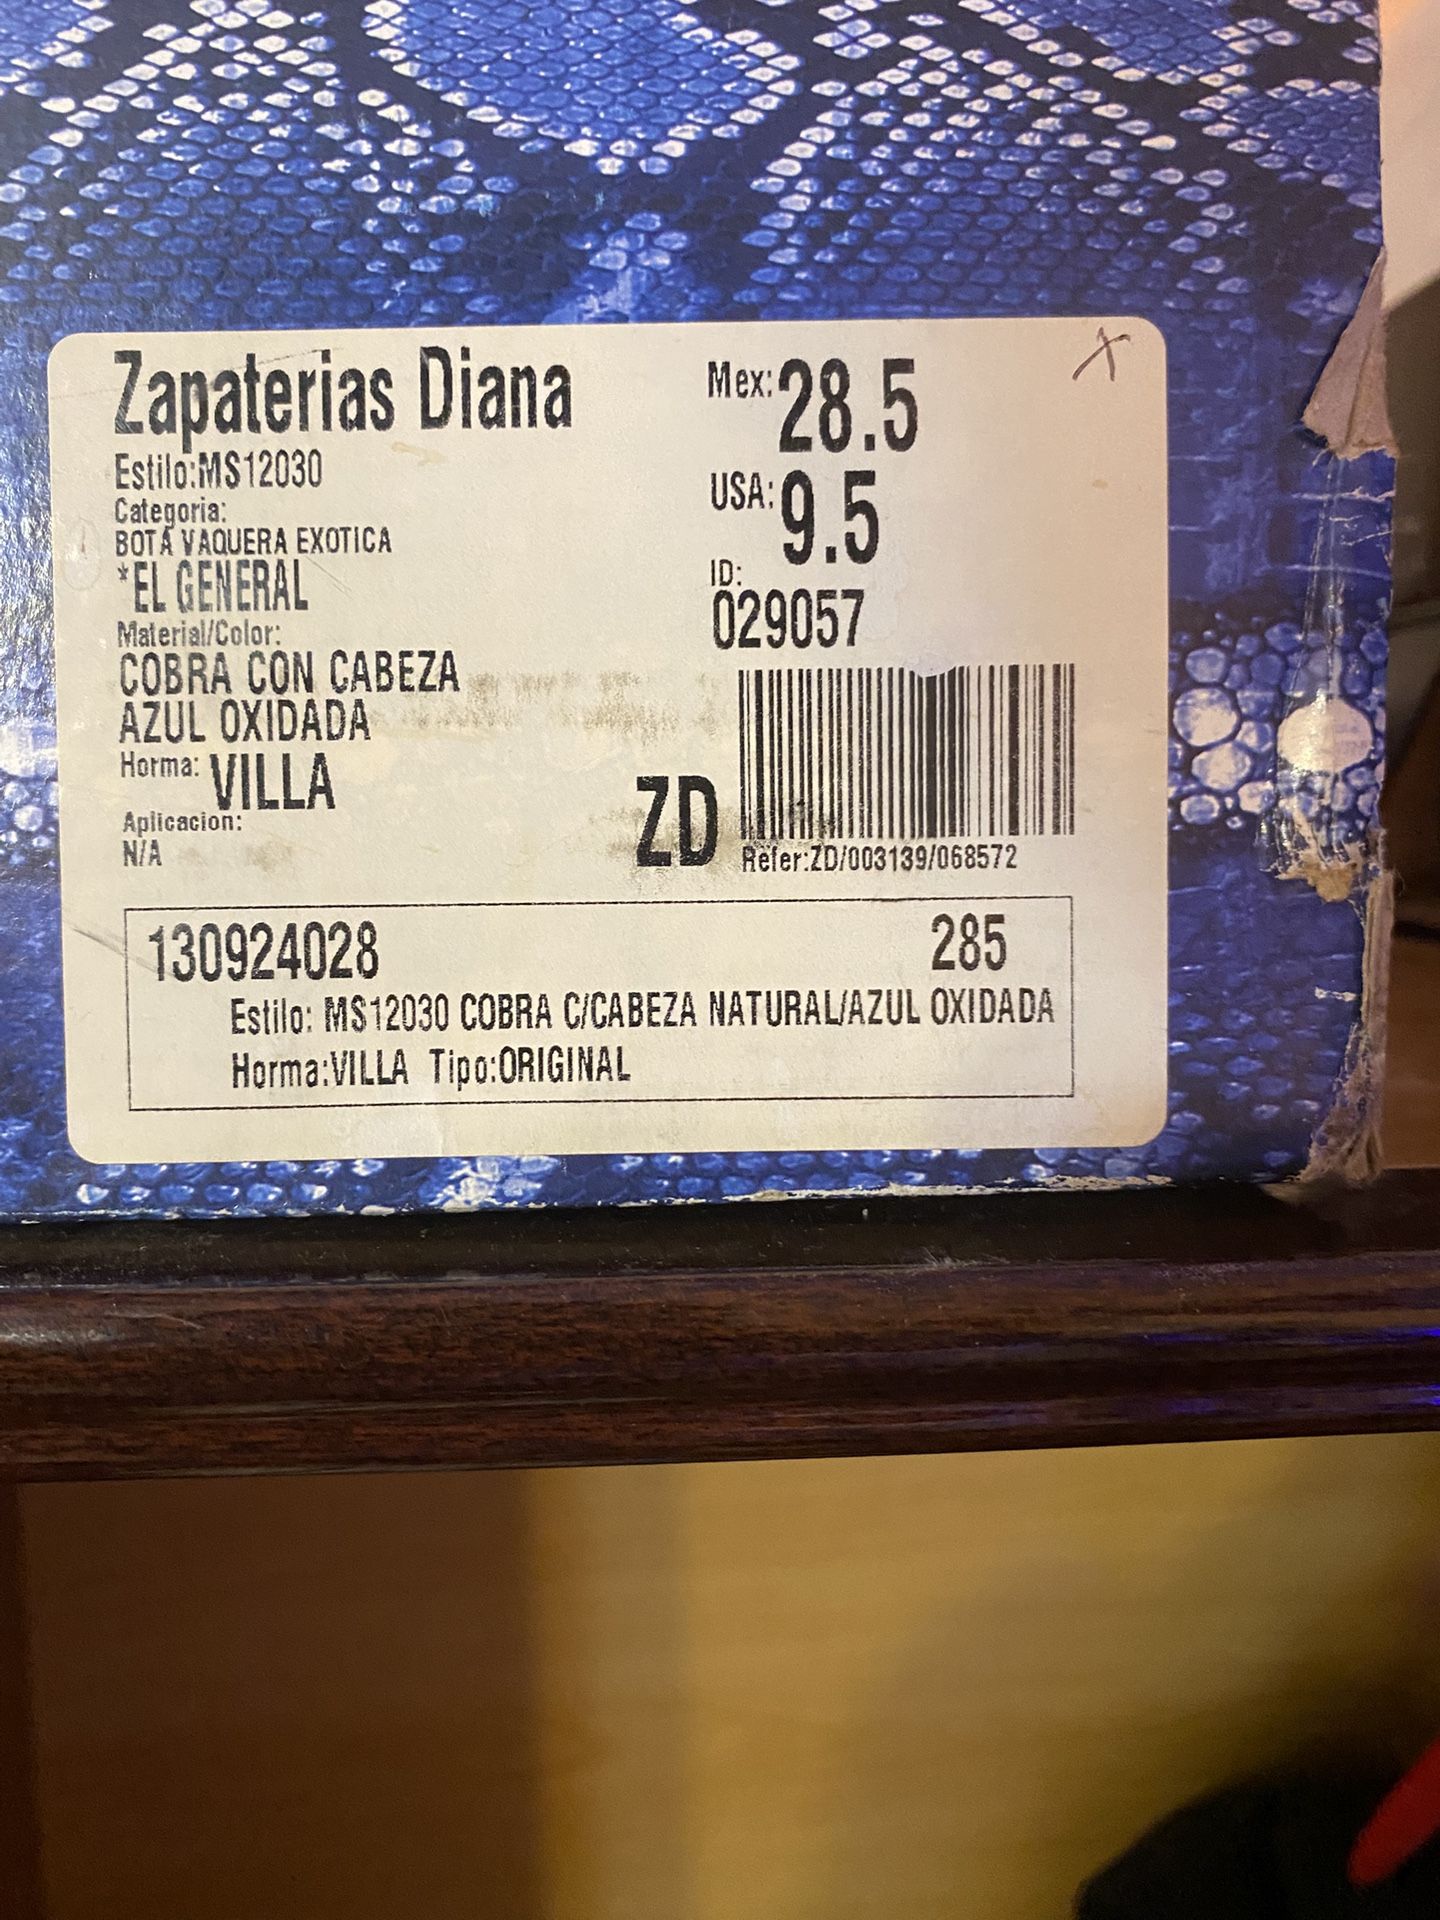 Zapaterias Diana
Estilo:MS12030
Categoria:
BOTA VAQUERA EXOTICA
*EL GENERAL
Material/Color:
COBRA CON CABEZA
AZUL OXIDADA
Horma: VILLA
Aplicacion:
N/A
Mex: 28.5
USA: 9.5
ID:
029057
ZD
Refer:ZD/003139/068572
130924028 285
Estilo: MS12030 COBRA C/CABEZA NATURAL/AZUL OXIDADA
Horma:VILLA Tipo:ORIGINAL